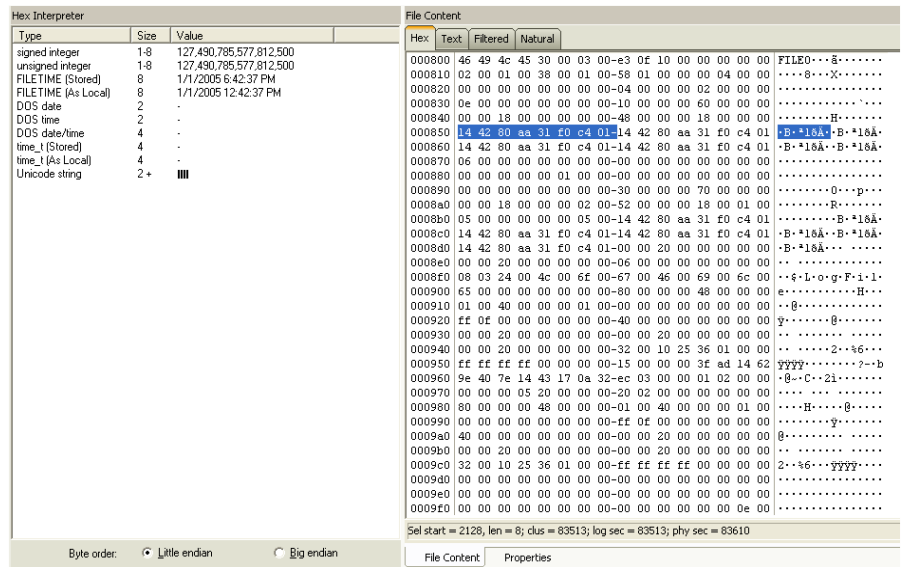 Hex Interpreter
Type Size Value
signed integer 1-8 127,490,785,577,812,500
unsigned integer 1-8 127,490,785,577,812,500
FILETIME (Stored) 8 1/1/2005 6:42:37 PM
FILETIME (As Local) 8 1/1/2005 12:42:37 PM
DOS date 2 -
DOS time 2 -
DOS date/time 4 -
time_t (Stored) 4 -
time_t (As Local) 4 -
Unicode string 2 +
Byte order: Little endian Big endian
File Content
Hex Text Filtered Natural
000800 46 49 4c 45 30 00 03 00-e3 0f 10 00 00 00 00 00 FILE0···ã·······
000810 02 00 01 00 38 00 01 00-58 01 00 00 00 04 00 00 ····8···X·······
000820 00 00 00 00 00 00 00 00-04 00 00 00 02 00 00 00 ················
000830 0e 00 00 00 00 00 00 00-10 00 00 00 60 00 00 00 ············`···
000840 00 00 18 00 00 00 00 00-48 00 00 00 18 00 00 00 ········H·······
000850 14 42 80 aa 31 f0 c4 01-14 42 80 aa 31 f0 c4 01 ·B·ª1ðÄ··B·ª1ðÄ·
000860 14 42 80 aa 31 f0 c4 01-14 42 80 aa 31 f0 c4 01 ·B·ª1ðÄ··B·ª1ðÄ·
000870 06 00 00 00 00 00 00 00-00 00 00 00 00 00 00 00 ················
000880 00 00 00 00 00 01 00 00-00 00 00 00 00 00 00 00 ················
000890 00 00 00 00 00 00 00 00-30 00 00 00 70 00 00 00 ········0···p···
0008a0 00 00 18 00 00 00 02 00-52 00 00 00 18 00 01 00 ········R·······
0008b0 05 00 00 00 00 00 05 00-14 42 80 aa 31 f0 c4 01 ·········B·ª1ðÄ·
0008c0 14 42 80 aa 31 f0 c4 01-14 42 80 aa 31 f0 c4 01 ·B·ª1ðÄ··B·ª1ðÄ·
0008d0 14 42 80 aa 31 f0 c4 01-00 00 20 00 00 00 00 00 ·B·ª1ðÄ··· ·····
0008e0 00 00 20 00 00 00 00 00-06 00 00 00 00 00 00 00 ·· ·············
0008f0 08 03 24 00 4c 00 6f 00-67 00 46 00 69 00 6c 00 ··$·L·o·g·F·i·l·
000900 65 00 00 00 00 00 00 00-80 00 00 00 48 00 00 00 e···········H···
000910 01 00 40 00 00 00 01 00-00 00 00 00 00 00 00 00 ··@·············
000920 ff 0f 00 00 00 00 00 00-40 00 00 00 00 00 00 00 ÿ·······@·······
000930 00 00 20 00 00 00 00 00-00 00 20 00 00 00 00 00 ·· ······· ·····
000940 00 00 20 00 00 00 00 00-32 00 10 25 36 01 00 00 ·· ·····2··%6···
000950 ff ff ff ff 00 00 00 00-15 00 00 00 3f ad 14 62 ÿÿÿÿ········?-·b
000960 9e 40 7e 14 43 17 0a 32-ec 03 00 00 01 02 00 00 ·@~·C··2ì·······
000970 00 00 00 05 20 00 00 00-20 02 00 00 00 00 00 00 ···· ··· ·······
000980 80 00 00 00 48 00 00 00-01 00 40 00 00 00 01 00 ····H·····@·····
000990 00 00 00 00 00 00 00 00-ff 0f 00 00 00 00 00 00 ········ÿ·······
0009a0 40 00 00 00 00 00 00 00-00 00 20 00 00 00 00 00 @········· ·····
0009b0 00 00 20 00 00 00 00 00-00 00 20 00 00 00 00 00 ·· ······· ·····
0009c0 32 00 10 25 36 01 00 00-ff ff ff ff 00 00 00 00 2··%6···ÿÿÿÿ····
0009d0 00 00 00 00 00 00 00 00-00 00 00 00 00 00 00 00 ················
0009e0 00 00 00 00 00 00 00 00-00 00 00 00 00 00 00 00 ················
0009f0 00 00 00 00 00 00 00 00-00 00 00 00 00 00 0e 00 ················
Sel start = 2128, len = 8; clus = 83513; log sec = 83513; phy sec = 83610
File Content Properties